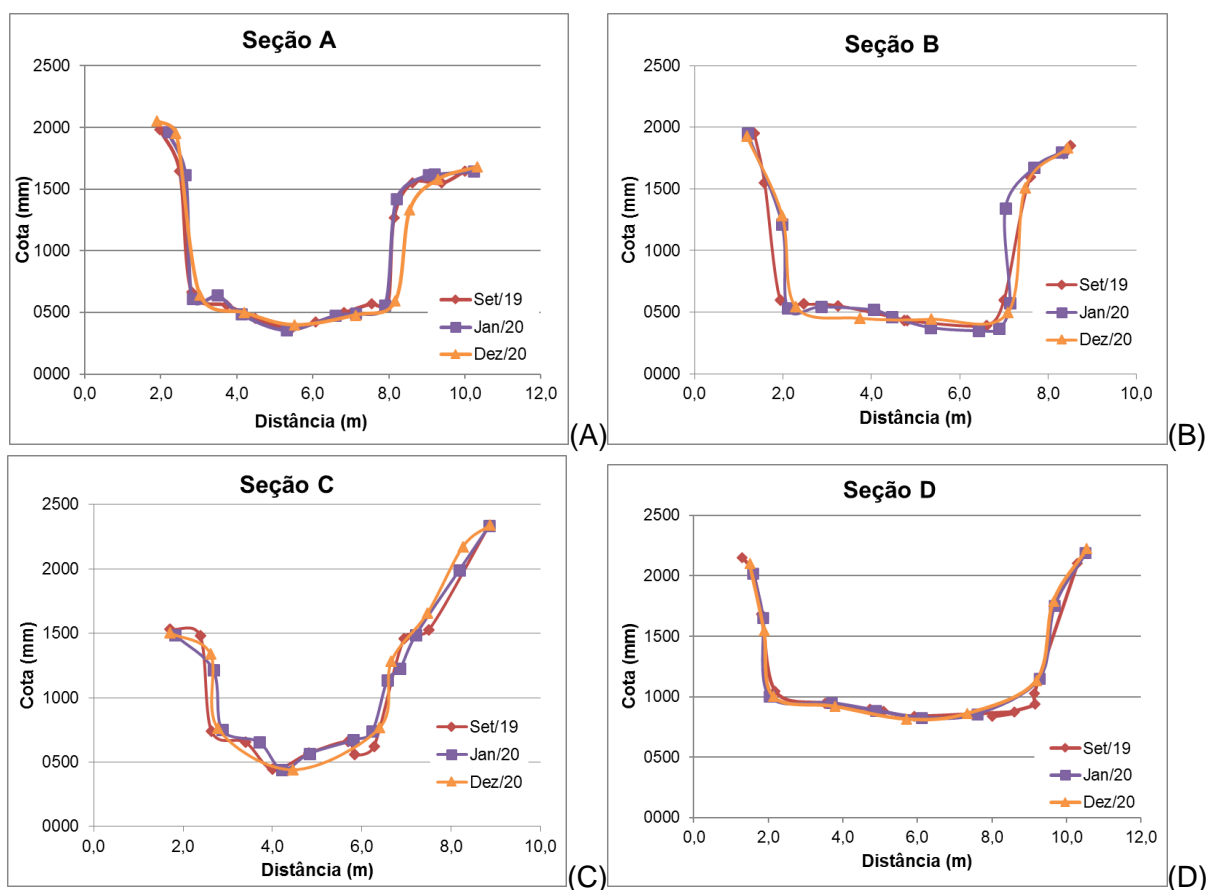 Seção A
2500
2000
1500
1000
0500
0000
0,0 2,0 4,0 6,0 8,0 10,0 12,0
Cota (mm)
Distância (m)
Set/19
Jan/20
Dez/20
(A)
Seção B
2500
2000
1500
1000
0500
0000
0,0 2,0 4,0 6,0 8,0 10,0
Cota (mm)
Distância (m)
Set/19
Jan/20
Dez/20
(B)
Seção C
2500
2000
1500
1000
0500
0000
0,0 2,0 4,0 6,0 8,0 10,0
Cota (mm)
Distância (m)
Set/19
Jan/20
Dez/20
(C)
Seção D
2500
2000
1500
1000
0500
0000
0,0 2,0 4,0 6,0 8,0 10,0 12,0
Cota (mm)
Distância (m)
Set/19
Jan/20
Dez/20
(D)